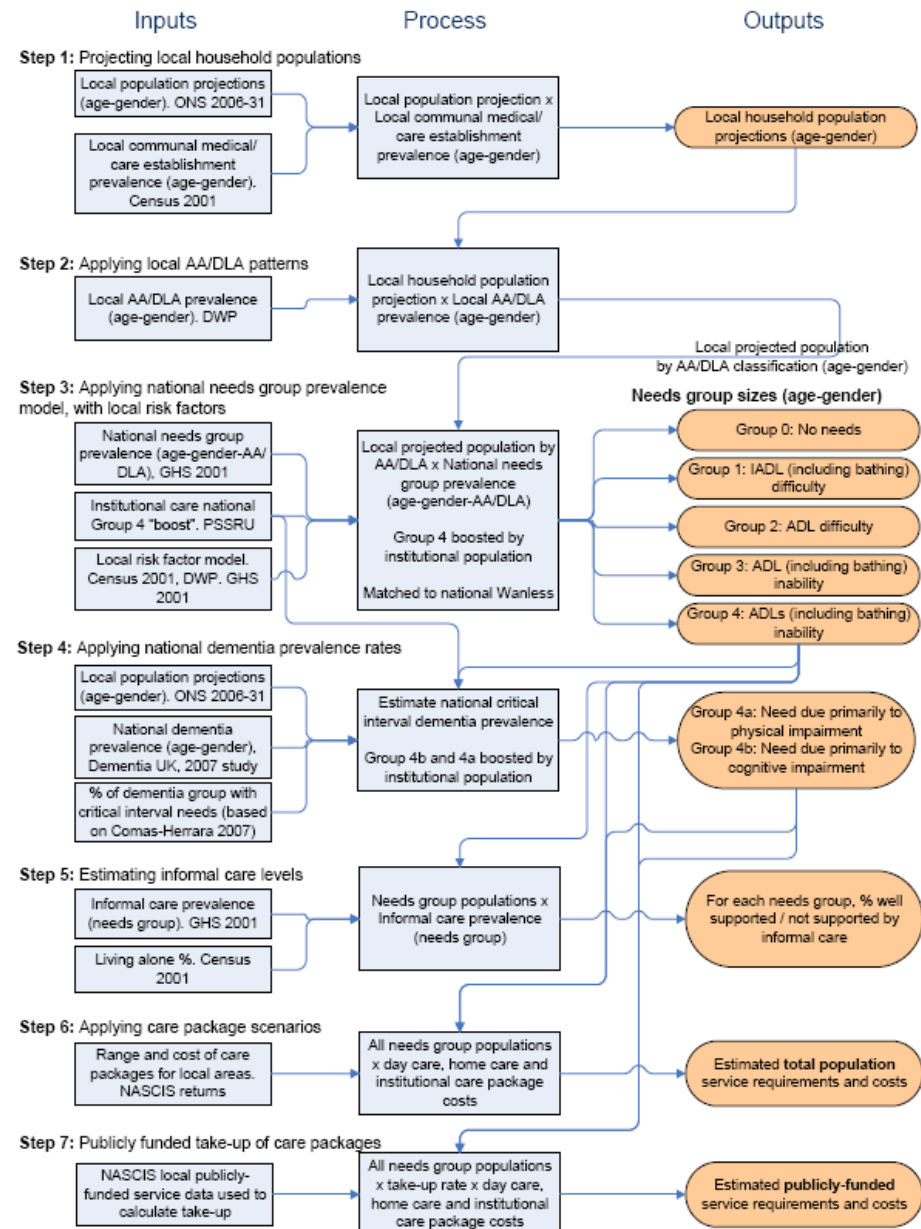 Inputs
Process
Outputs
Step 1: Projecting local household populations
Local population projections
(age-gender). ONS 2006-31
Local communal medical/
care establishment
prevalence (age-gender).
Census 2001
Local population projection x
Local communal medical/
care establishment
prevalence (age-gender)
Local household population
projections (age-gender)
Step 2: Applying local AA/DLA patterns
Local AA/DLA prevalence
(age-gender). DWP
Local household population
projection x Local AA/DLA
prevalence (age-gender)
Local projected population
by AA/DLA classification (age-gender)
Step 3: Applying national needs group prevalence
model, with local risk factors
National needs group
prevalence (age-gender-AA/
DLA), GHS 2001
Institutional care national
Group 4 "boost". PSSRU
Local risk factor model.
Census 2001, DWP. GHS
2001
Local projected population by
AA/DLA x National needs
group prevalence
(age-gender-AA/DLA)
Group 4 boosted by
institutional population
Matched to national Wanless
Needs group sizes (age-gender)
Group 0: No needs
Group 1: IADL (including bathing)
difficulty
Group 2: ADL difficulty
Group 3: ADL (including bathing)
inability
Group 4: ADLs (including bathing)
inability
Step 4: Applying national dementia prevalence rates
Local population projections
(age-gender). ONS 2006-31
National dementia
prevalence (age-gender),
Dementia UK, 2007 study
% of dementia group with
critical interval needs (based
on Comas-Herrara 2007)
Estimate national critical
interval dementia prevalence
Group 4b and 4a boosted by
institutional population
Group 4a: Need due primarily to
physical impairment
Group 4b: Need due primarily to
cognitive impairment
Step 5: Estimating informal care levels
Informal care prevalence
(needs group). GHS 2001
Living alone %. Census
2001
Needs group populations x
Informal care prevalence
(needs group)
For each needs group, % well
supported / not supported by
informal care
Step 6: Applying care package scenarios
Range and cost of care
packages for local areas.
NASCIS returns
All needs group populations
x day care, home care and
institutional care package
costs
Estimated total population
service requirements and costs
Step 7: Publicly funded take-up of care packages
NASCIS local publicly-
funded service data used to
calculate take-up
All needs group populations
x take-up rate x day care,
home care and institutional
care package costs
Estimated publicly-funded
service requirements and costs